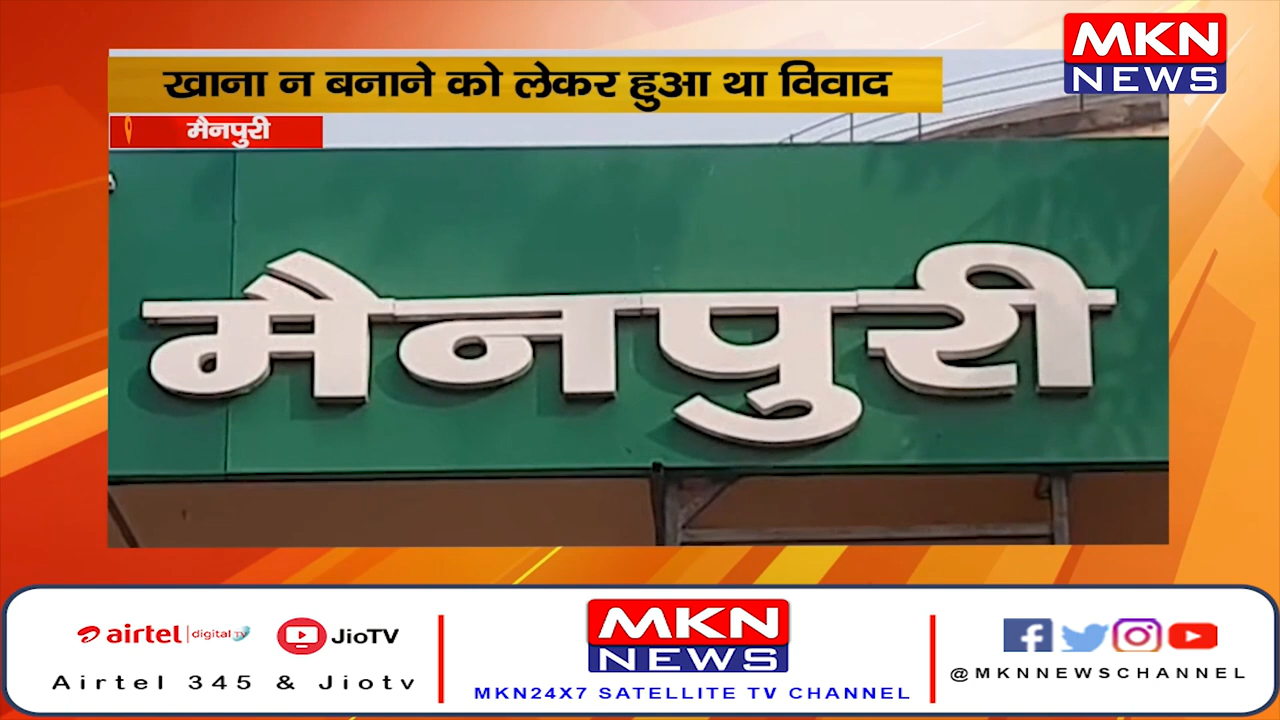 MKN
NEWS
खाना न बनाने को लेकर हुआ था विवाद
मैनपुरी
मैनपुरी
airtel digital TV
JioTV
Airtel 345 & Jiotv
MKN
NEWS
MKN24X7 SATELLITE TV CHANNEL
@MKNNEWSCHANNEL